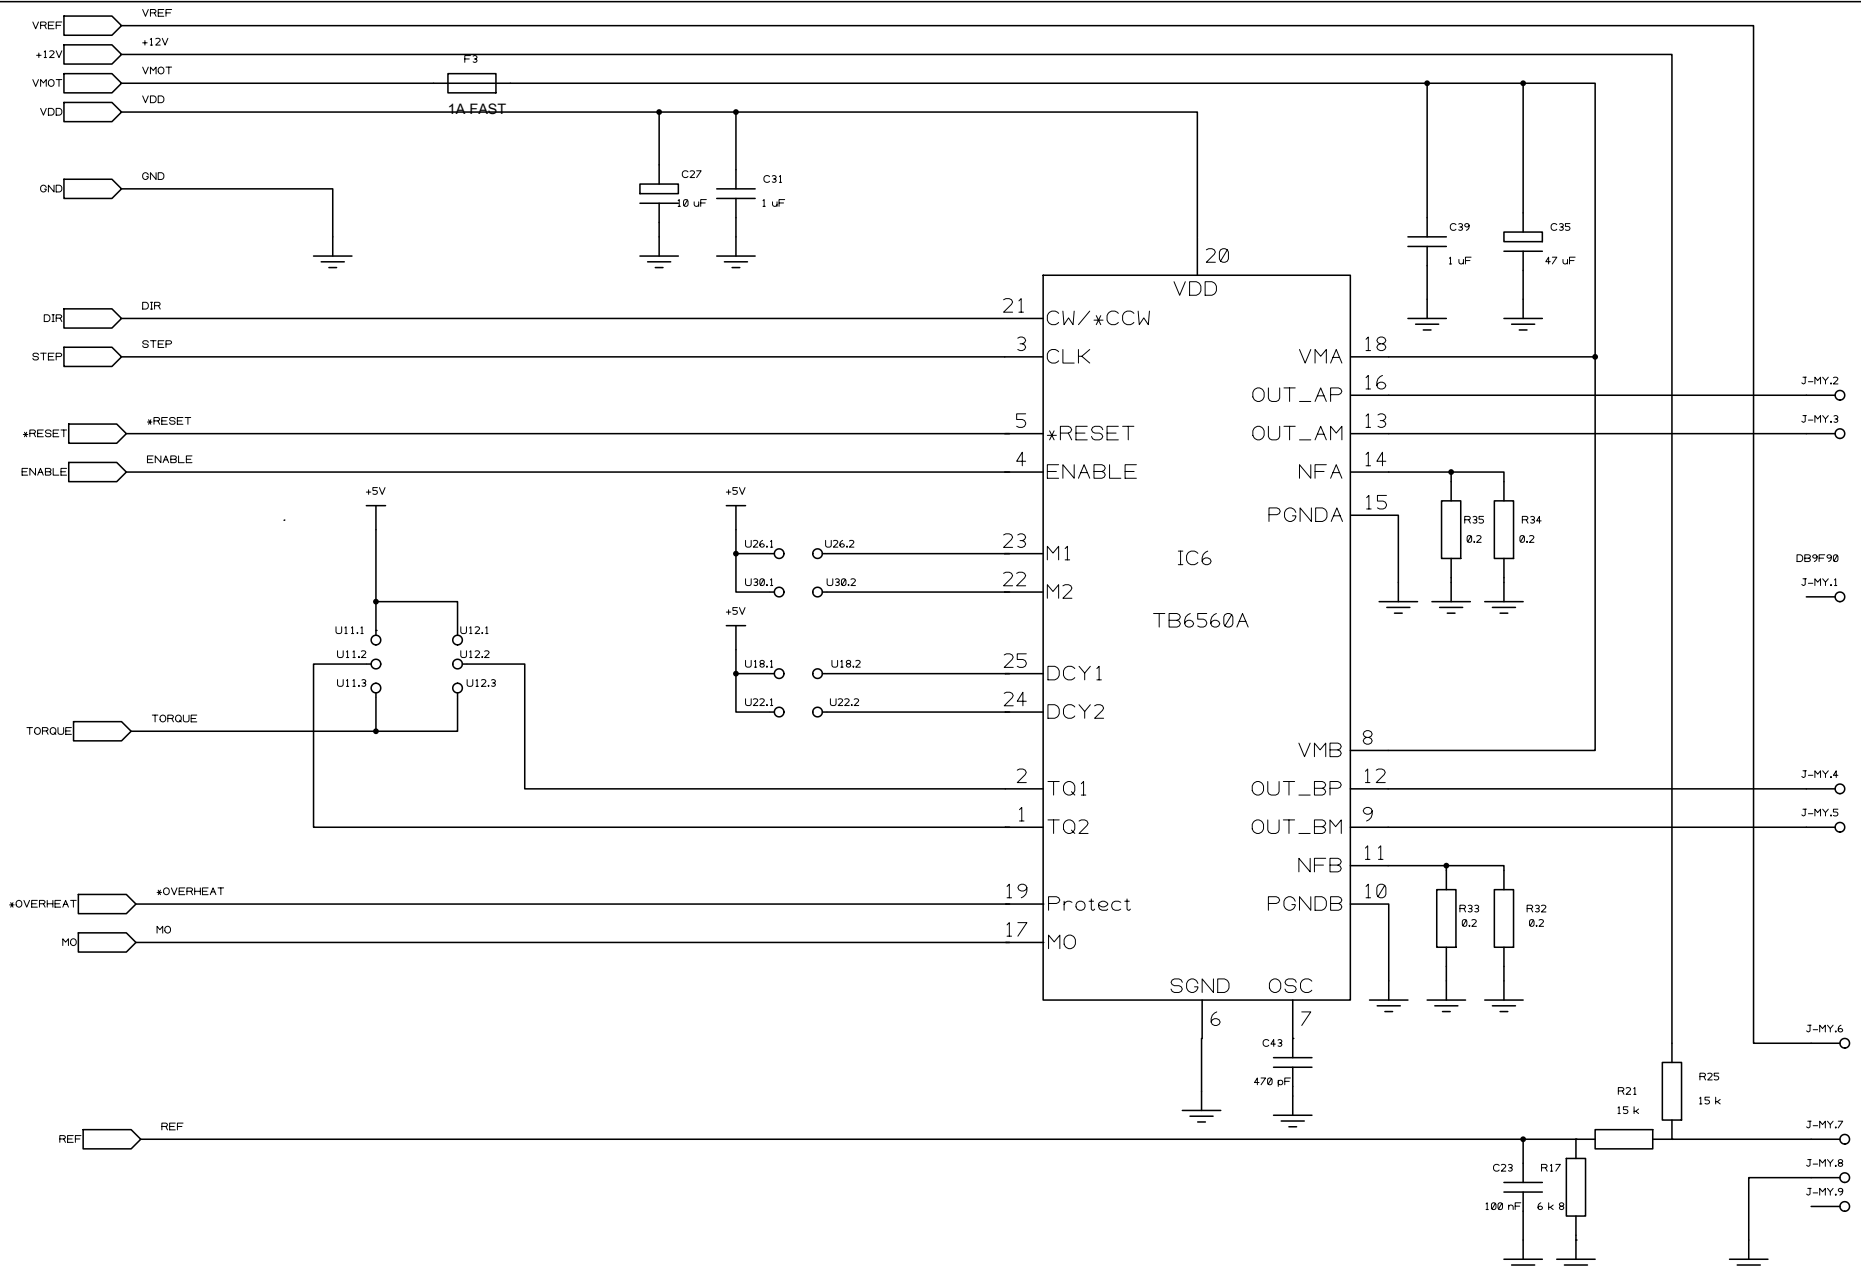 VREF VREF
+12V +12V
F3
VMOT VMOT
1A FAST
VDD VDD
GND GND
C27
10 uF
C31
1 uF
C39
1 uF
C35
47 uF
20
VDD
DIR DIR
21 CW/*CCW
STEP STEP
3 CLK
VMA 18
OUT_AP 16
J-MY.2
*RESET *RESET
5 *RESET
OUT_AM 13
J-MY.3
ENABLE ENABLE
4 ENABLE
NFA 14
PGNDA 15
R35
0.2
R34
0.2
+5V
+5V
U26.1 U26.2
23 M1
U30.1 U30.2
22 M2
IC6
TB6560A
DB9F90
J-MY.1
+5V
U11.1 U12.1
U11.2 U12.2
U11.3 U12.3
U18.1 U18.2
25 DCY1
U22.1 U22.2
24 DCY2
TORQUE TORQUE
VMB 8
2 TQ1
OUT_BP 12
J-MY.4
1 TQ2
OUT_BM 9
J-MY.5
NFB 11
*OVERHEAT *OVERHEAT
19 Protect
PGNDB 10
R33
0.2
R32
0.2
MO MO
17 MO
SGND OSC
6 7
C43
470 pF
J-MY.6
R25
15 k
R21
15 k
REF REF
J-MY.7
C23
100 nF
R17
6 k 8
J-MY.8
J-MY.9